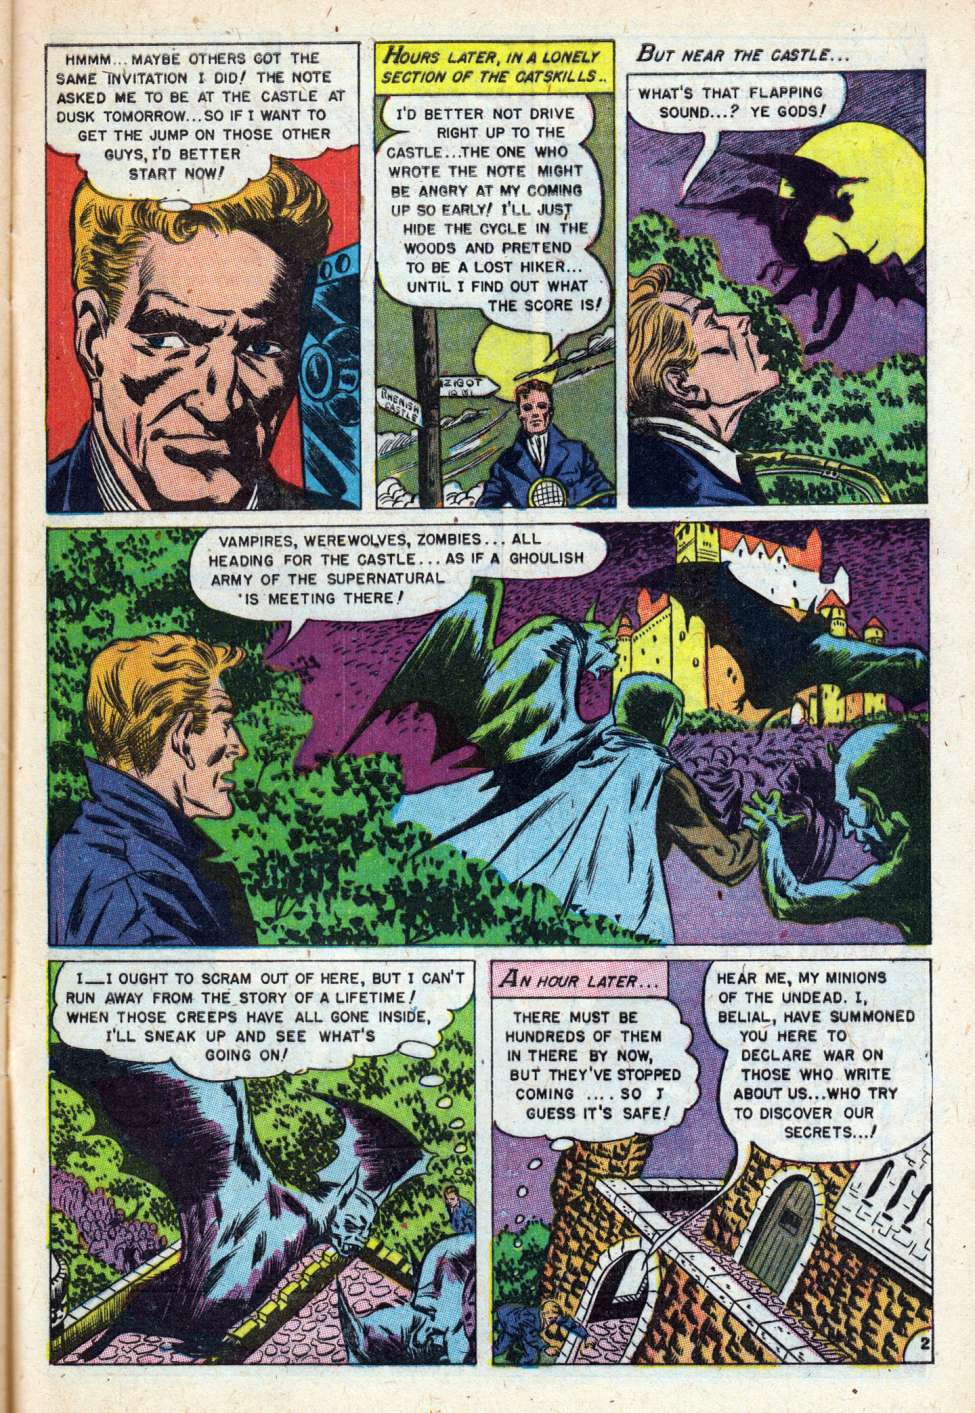 HMMM... MAYBE OTHERS GOT THE
SAME INVITATION I DID! THE NOTE
ASKED ME TO BE AT THE CASTLE AT
DUSK TOMORROW...SO IF I WANT TO
GET THE JUMP ON THOSE OTHER
GUYS, I'D BETTER
START NOW!
HOURS LATER, IN A LONELY
SECTION OF THE CATSKILLS..
I'D BETTER NOT DRIVE
RIGHT UP TO THE
CASTLE...THE ONE WHO
WROTE THE NOTE MIGHT
BE ANGRY AT MY COMING
UP SO EARLY! I'LL JUST
HIDE THE CYCLE IN THE
WOODS AND PRETEND
TO BE A LOST HIKER...
UNTIL I FIND OUT WHAT
THE SCORE IS!
RHENISH
CASTLE
BUT NEAR THE CASTLE...
WHAT'S THAT FLAPPING
SOUND...? YE GODS!
VAMPIRES, WEREWOLVES, ZOMBIES... ALL
HEADING FOR THE CASTLE... AS IF A GHOULISH
ARMY OF THE SUPERNATURAL
IS MEETING THERE!
I—I OUGHT TO SCRAM OUT OF HERE, BUT I CAN'T
RUN AWAY FROM THE STORY OF A LIFETIME!
WHEN THOSE CREEPS HAVE ALL GONE INSIDE,
I'LL SNEAK UP AND SEE WHAT'S
GOING ON!
AN HOUR LATER...
THERE MUST BE
HUNDREDS OF THEM
IN THERE BY NOW,
BUT THEY'VE STOPPED
COMING .... SO I
GUESS IT'S SAFE!
HEAR ME, MY MINIONS
OF THE UNDEAD. I,
BELIAL, HAVE SUMMONED
YOU HERE TO
DECLARE WAR ON
THOSE WHO WRITE
ABOUT US...WHO TRY
TO DISCOVER OUR
SECRETS...!
2